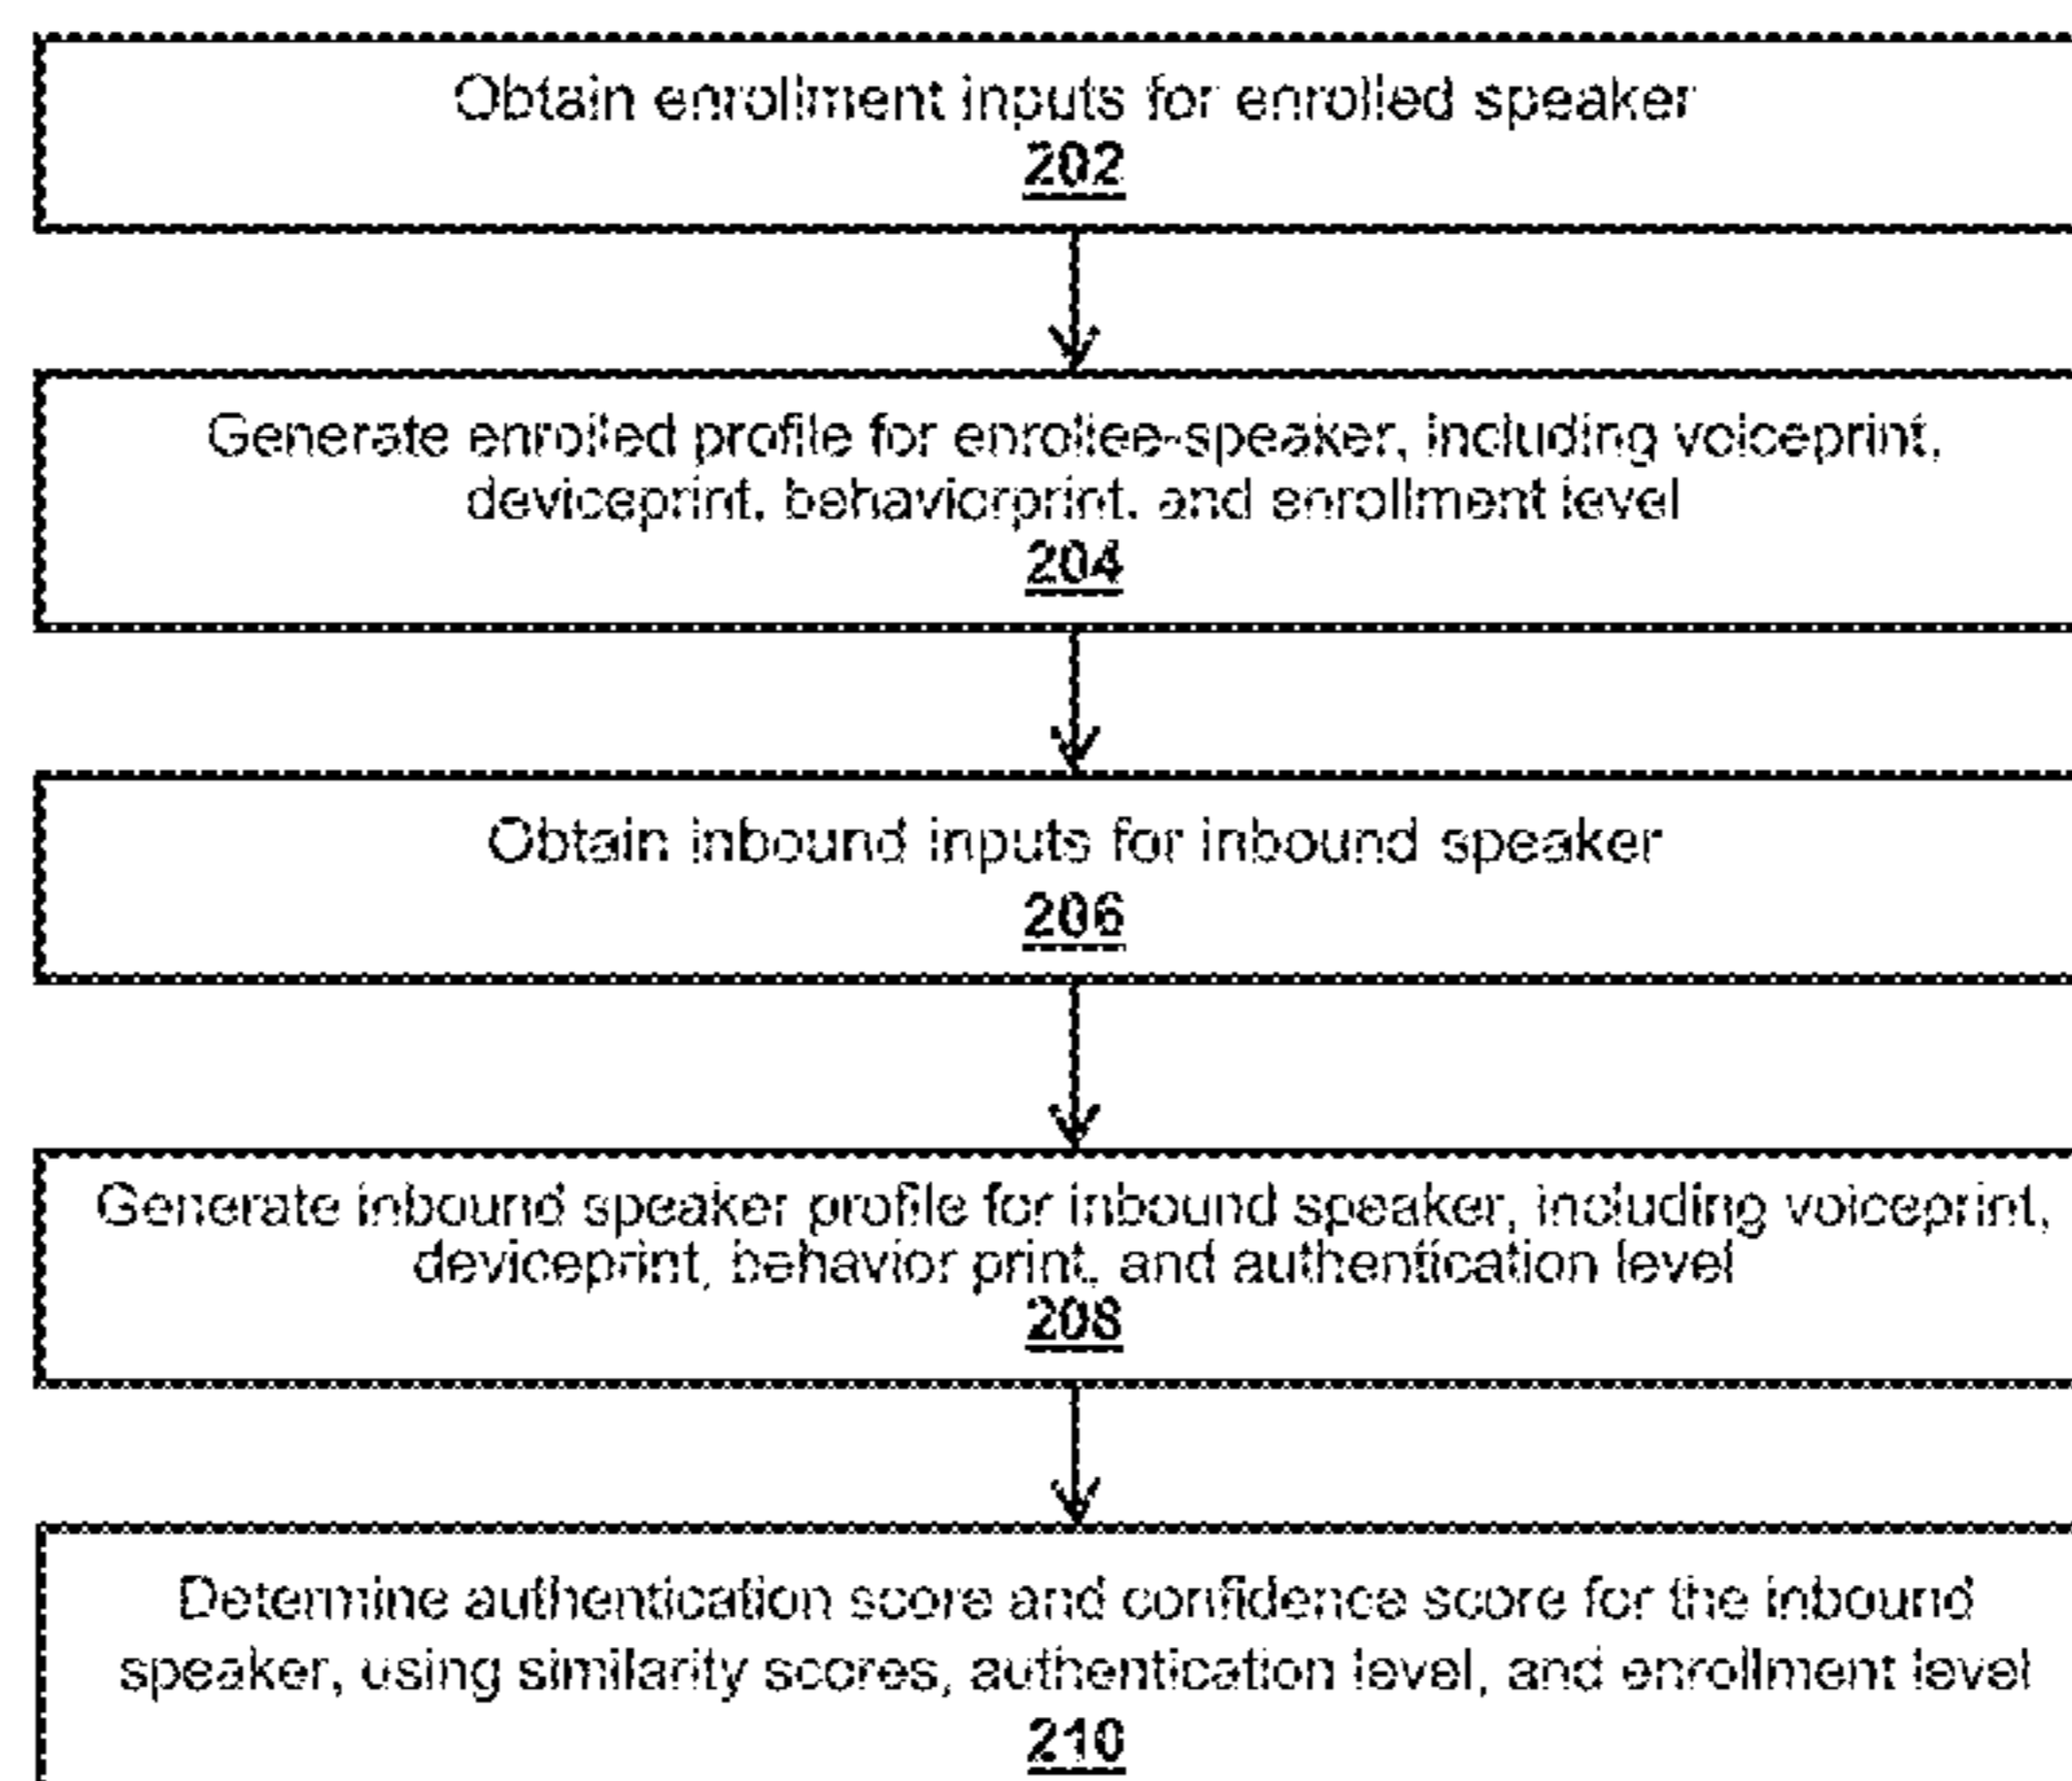 Obtain enrollment inputs for enrolled speaker
202
Generate enrolled profile for enrollee-speaker, including voiceprint,
deviceprint, behaviorprint, and enrollment level
204
Obtain inbound inputs for inbound speaker
206
Generate inbound speaker profile for inbound speaker, including voiceprint,
deviceprint, behavior print, and authentication level
208
Determine authentication score and confidence score for the inbound
speaker, using similarity scores, authentication level, and enrollment level
210